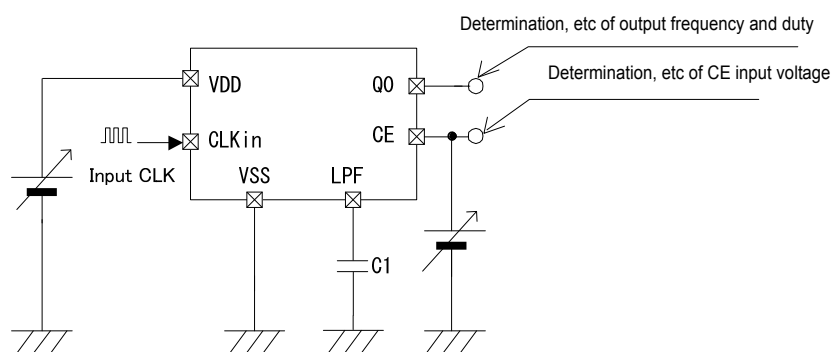 Determination, etc of output frequency and duty
Determination, etc of CE input voltage
VDD
Q0
CLKin
CE
Input CLK
VSS
LPF
C1